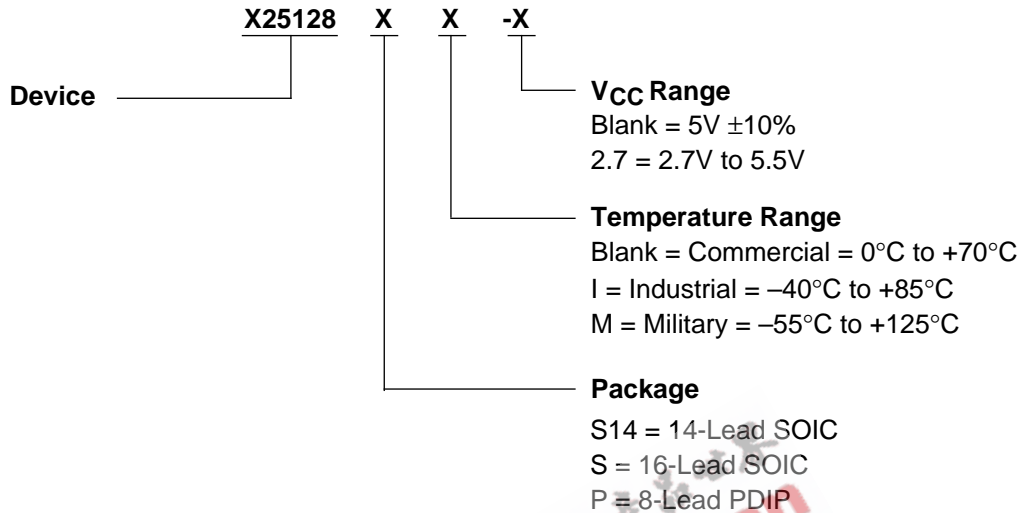 X25128 X X -X
Device
VCC Range
Blank = 5V ±10%
2.7 = 2.7V to 5.5V
Temperature Range
Blank = Commercial = 0°C to +70°C
I = Industrial = –40°C to +85°C
M = Military = –55°C to +125°C
Package
S14 = 14-Lead SOIC
S = 16-Lead SOIC
P = 8-Lead PDIP